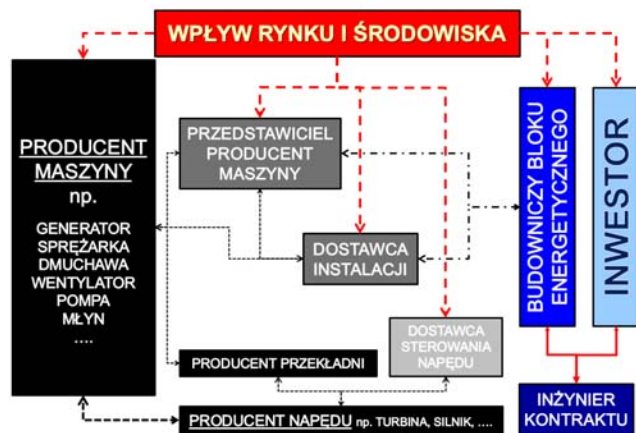 WPŁYW RYNKU I ŚRODOWISKA
PRODUCENT
MASZYNY
np.
GENERATOR
SPRĘŻARKA
DMUCHAWA
WENTYLATOR
POMPA
MŁYN
....
PRZEDSTAWICIEL
PRODUCENT
MASZYNY
DOSTAWCA
INSTALACJI
DOSTAWCA
STEROWANIA
NAPĘDU
PRODUCENT PRZEKŁADNI
PRODUCENT NAPĘDU np. TURBINA, SILNIK, ....
BUDOWNICZY BLOKU
ENERGETYCZNEGO
INWESTOR
INŻYNIER
KONTRAKTU